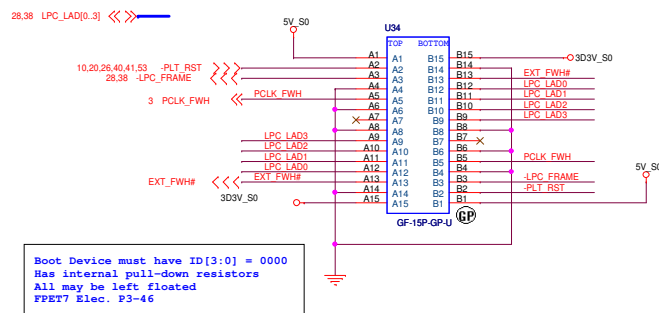 28,38 LPC_LAD[0..3]
5V_S0
U34
TOP BOTTOM
A1 A1 B15 B15 3D3V_S0
10,20,26,40,41,53 -PLT_RST A2 A2 B14 B14
28,38 -LPC_FRAME A3 A3 B13 B13 EXT_FWH#
A4 A4 B12 B12 LPC_LAD0
3 PCLK_FWH PCLK_FWH A5 A5 B11 B11 LPC_LAD1
A6 A6 B10 B10 LPC_LAD2
A7 A7 B9 B9 LPC_LAD3
A8 A8 B8 B8
LPC_LAD3 A9 A9 B7 B7
LPC_LAD2 A10 A10 B6 B6
LPC_LAD1 A11 A11 B5 B5 PCLK_FWH
LPC_LAD0 A12 A12 B4 B4
EXT_FWH# EXT_FWH# A13 A13 B3 B3 -LPC_FRAME
A14 A14 B2 B2 -PLT_RST
3D3V_S0 A15 A15 B1 B1 5V_S0
GP
GF-15P-GP-U
Boot Device must have ID[3:0] = 0000
Has internal pull-down resistors
All may be left floated
FPET7 Elec. P3-46